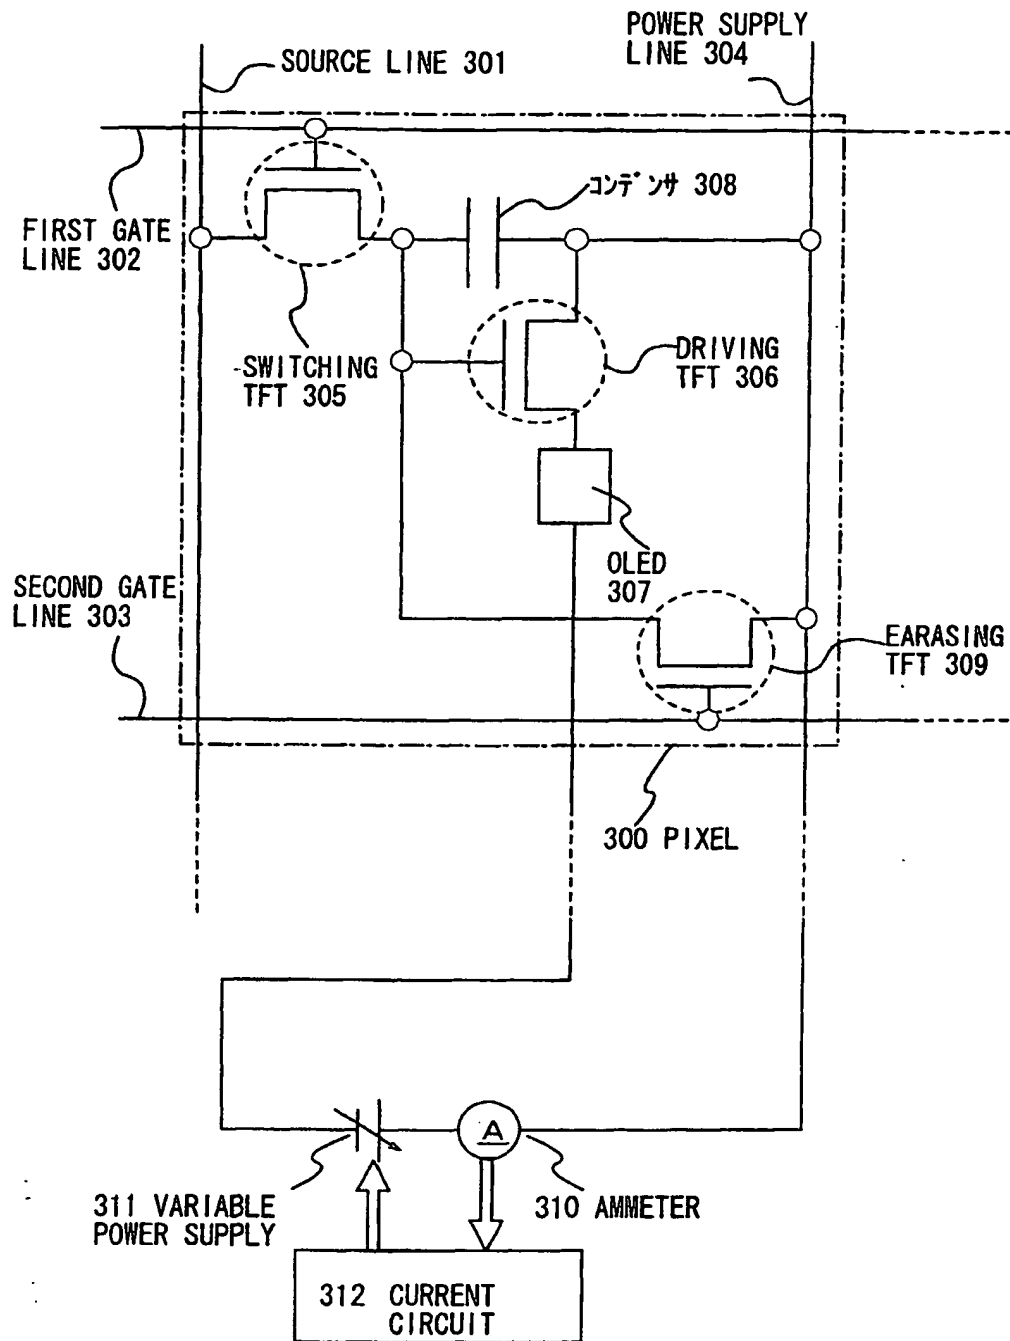 POWER SUPPLY
LINE 304
SOURCE LINE 301
コンデンサ 308
FIRST GATE
LINE 302
SWITCHING
TFT 305
DRIVING
TFT 306
OLED
307
SECOND GATE
LINE 303
EARASING
TFT 309
300 PIXEL
A
311 VARIABLE
POWER SUPPLY
310 AMMETER
312 CURRENT
CIRCUIT